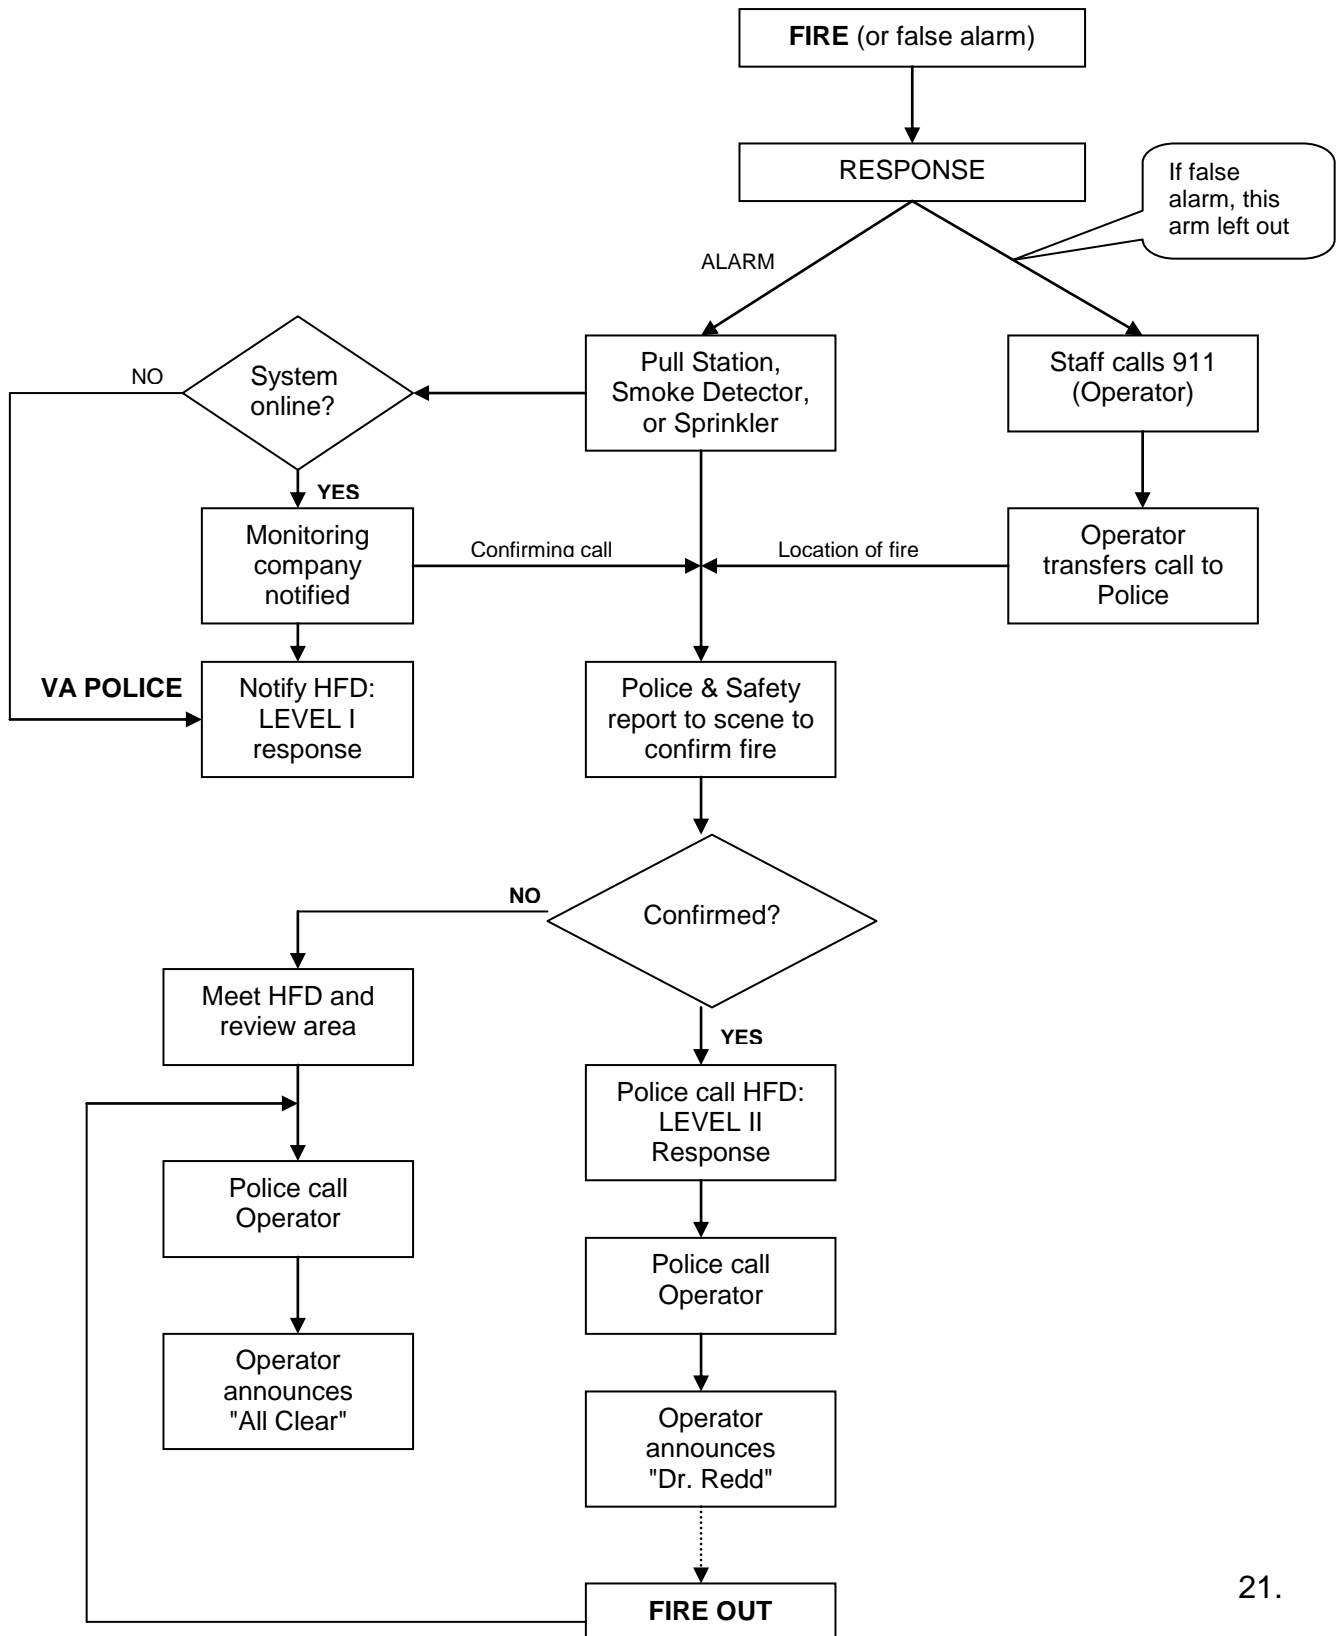 FIRE (or false alarm)
RESPONSE
If false
alarm, this
arm left out
ALARM
System
online?
NO
Pull Station,
Smoke Detector,
or Sprinkler
Staff calls 911
(Operator)
YES
Monitoring
company
notified
Confirming call
Location of fire
Operator
transfers call to
Police
VA POLICE
Notify HFD:
LEVEL I
response
Police & Safety
report to scene to
confirm fire
NO
Confirmed?
Meet HFD and
review area
YES
Police call HFD:
LEVEL II
Response
Police call
Operator
Police call
Operator
Operator
announces
"All Clear"
Operator
announces
"Dr. Redd"
FIRE OUT
21.